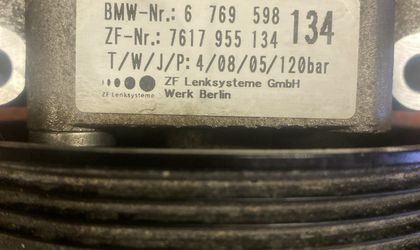 BMW-Nr.: 6 769 598
134
ZF-Nr.: 7617 955 134
T/W/J/P: 4/08/05/120bar
ZF Lenksysteme GmbH
ZF Lenksysteme Werk Berlin